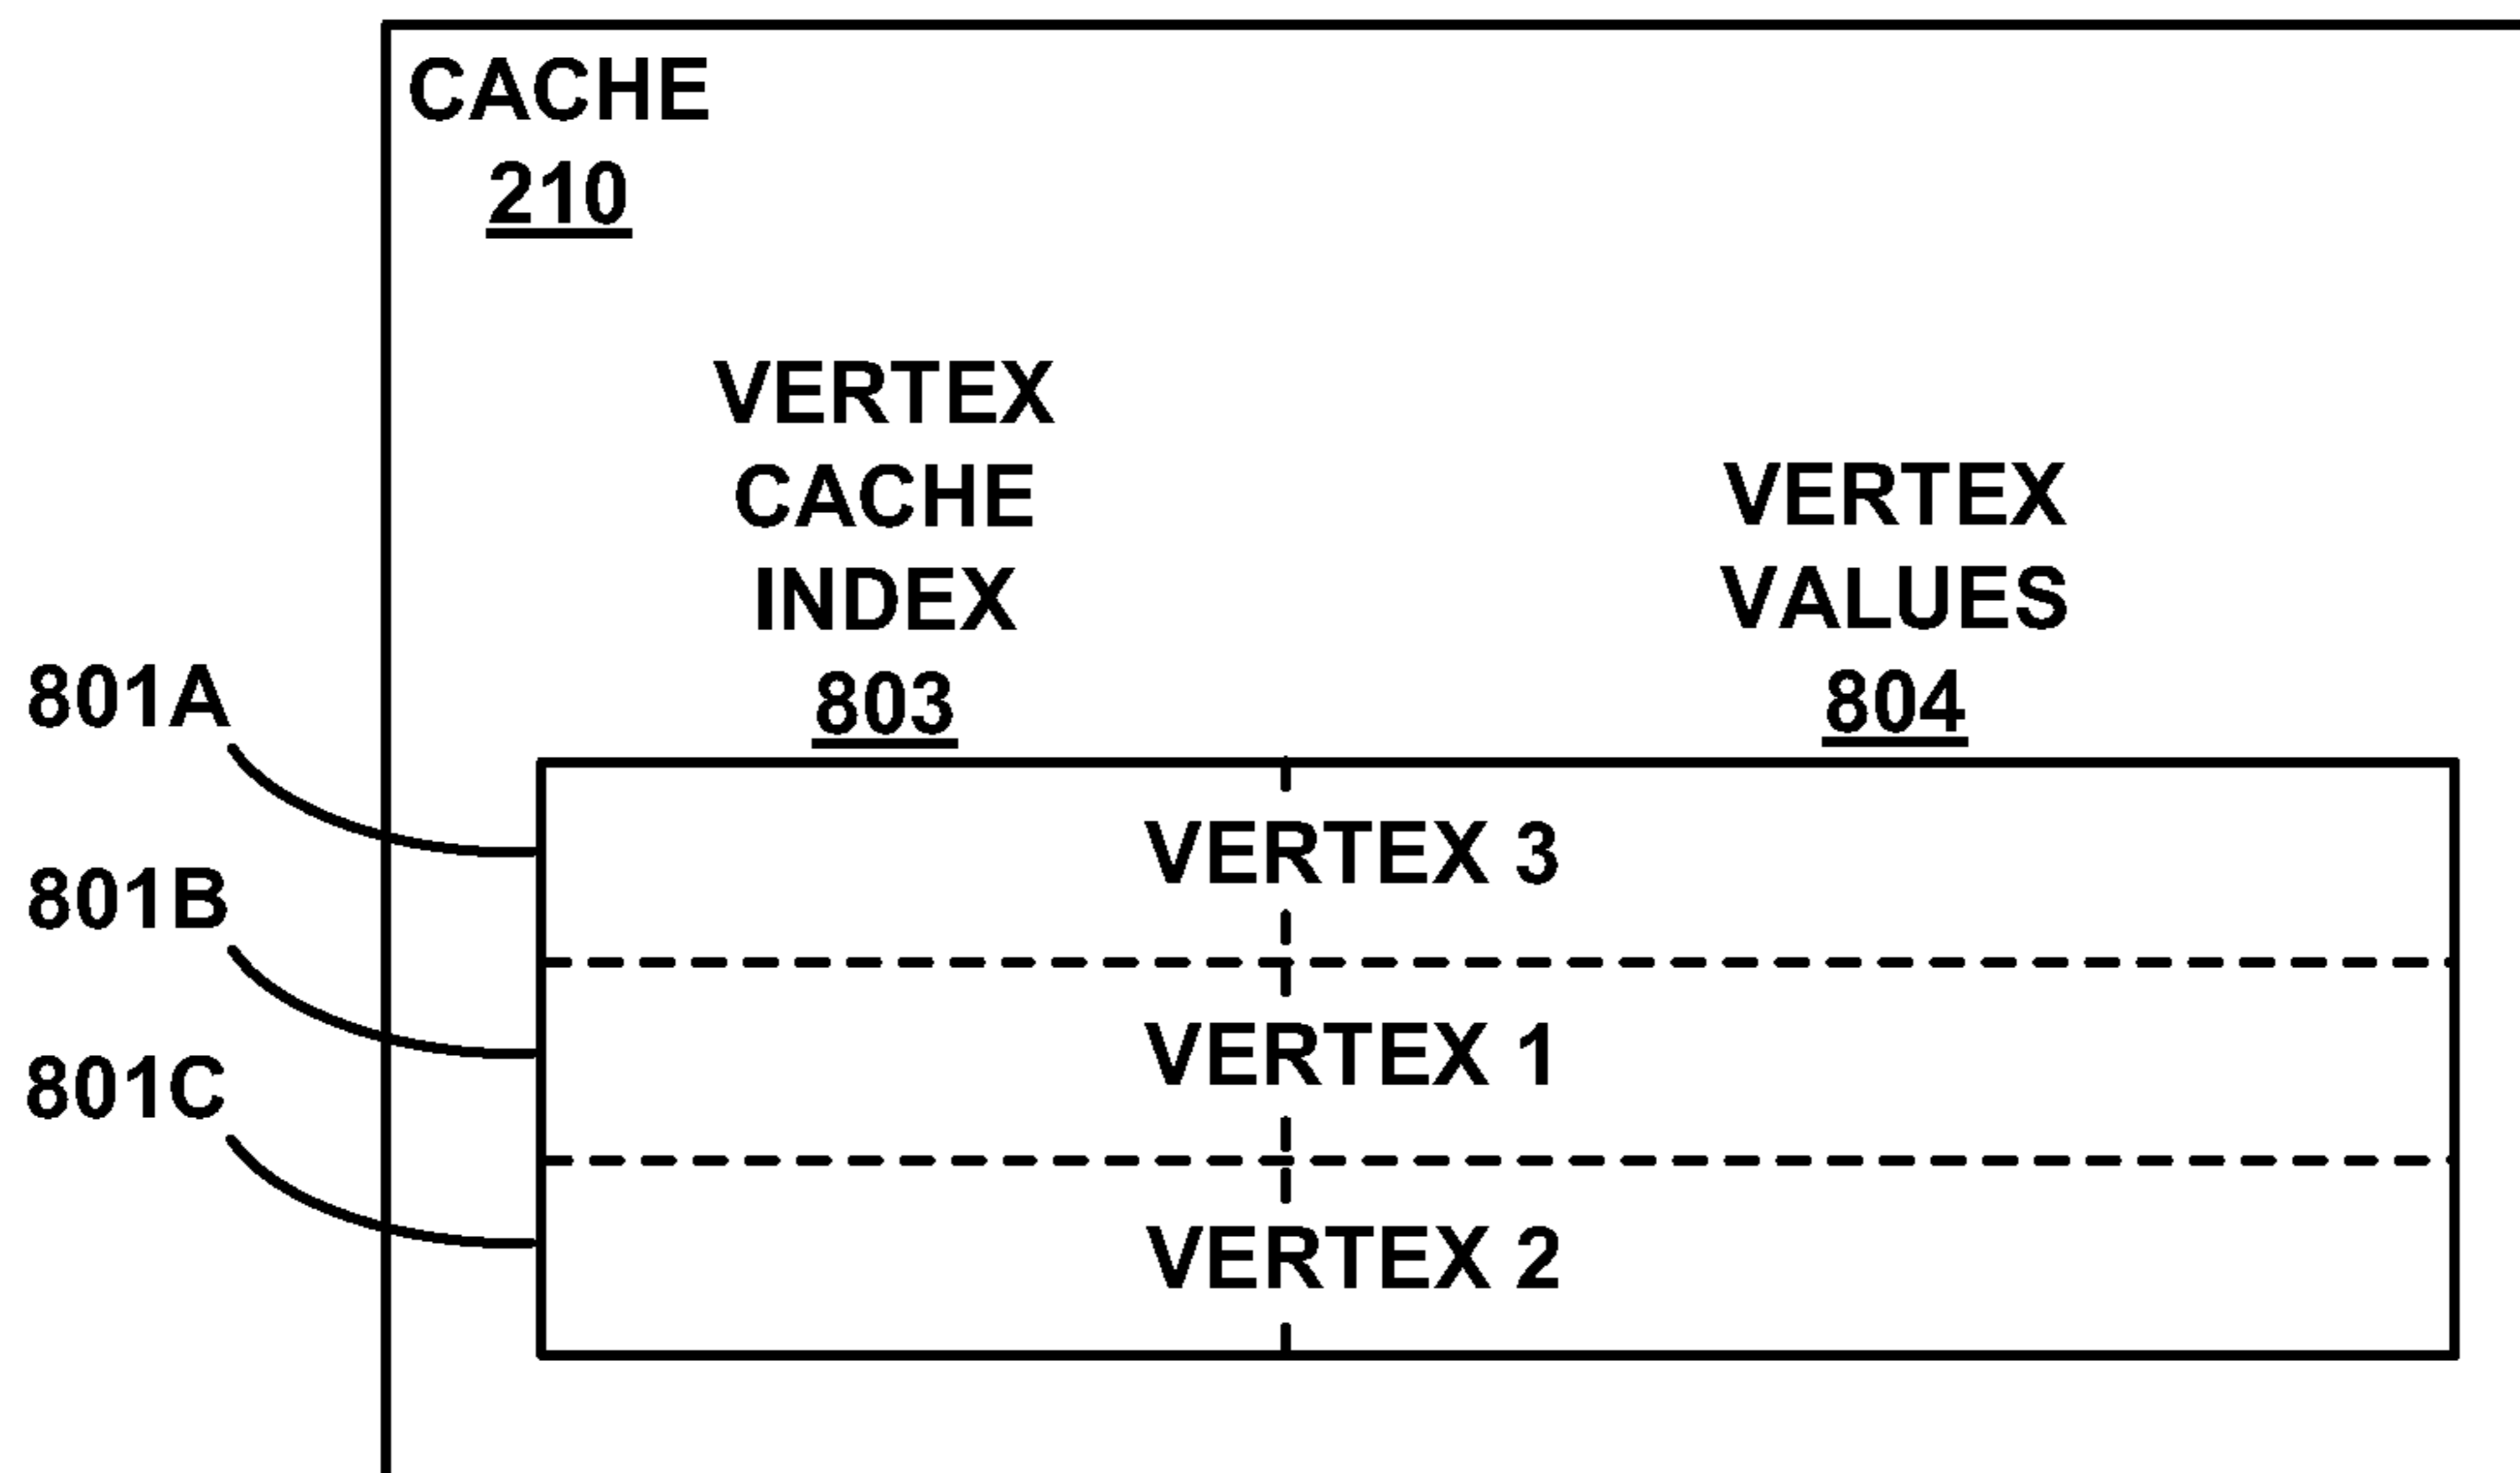 CACHE
210
VERTEX
CACHE
INDEX
803
VERTEX
VALUES
804
801A
VERTEX 3
801B
VERTEX 1
801C
VERTEX 2